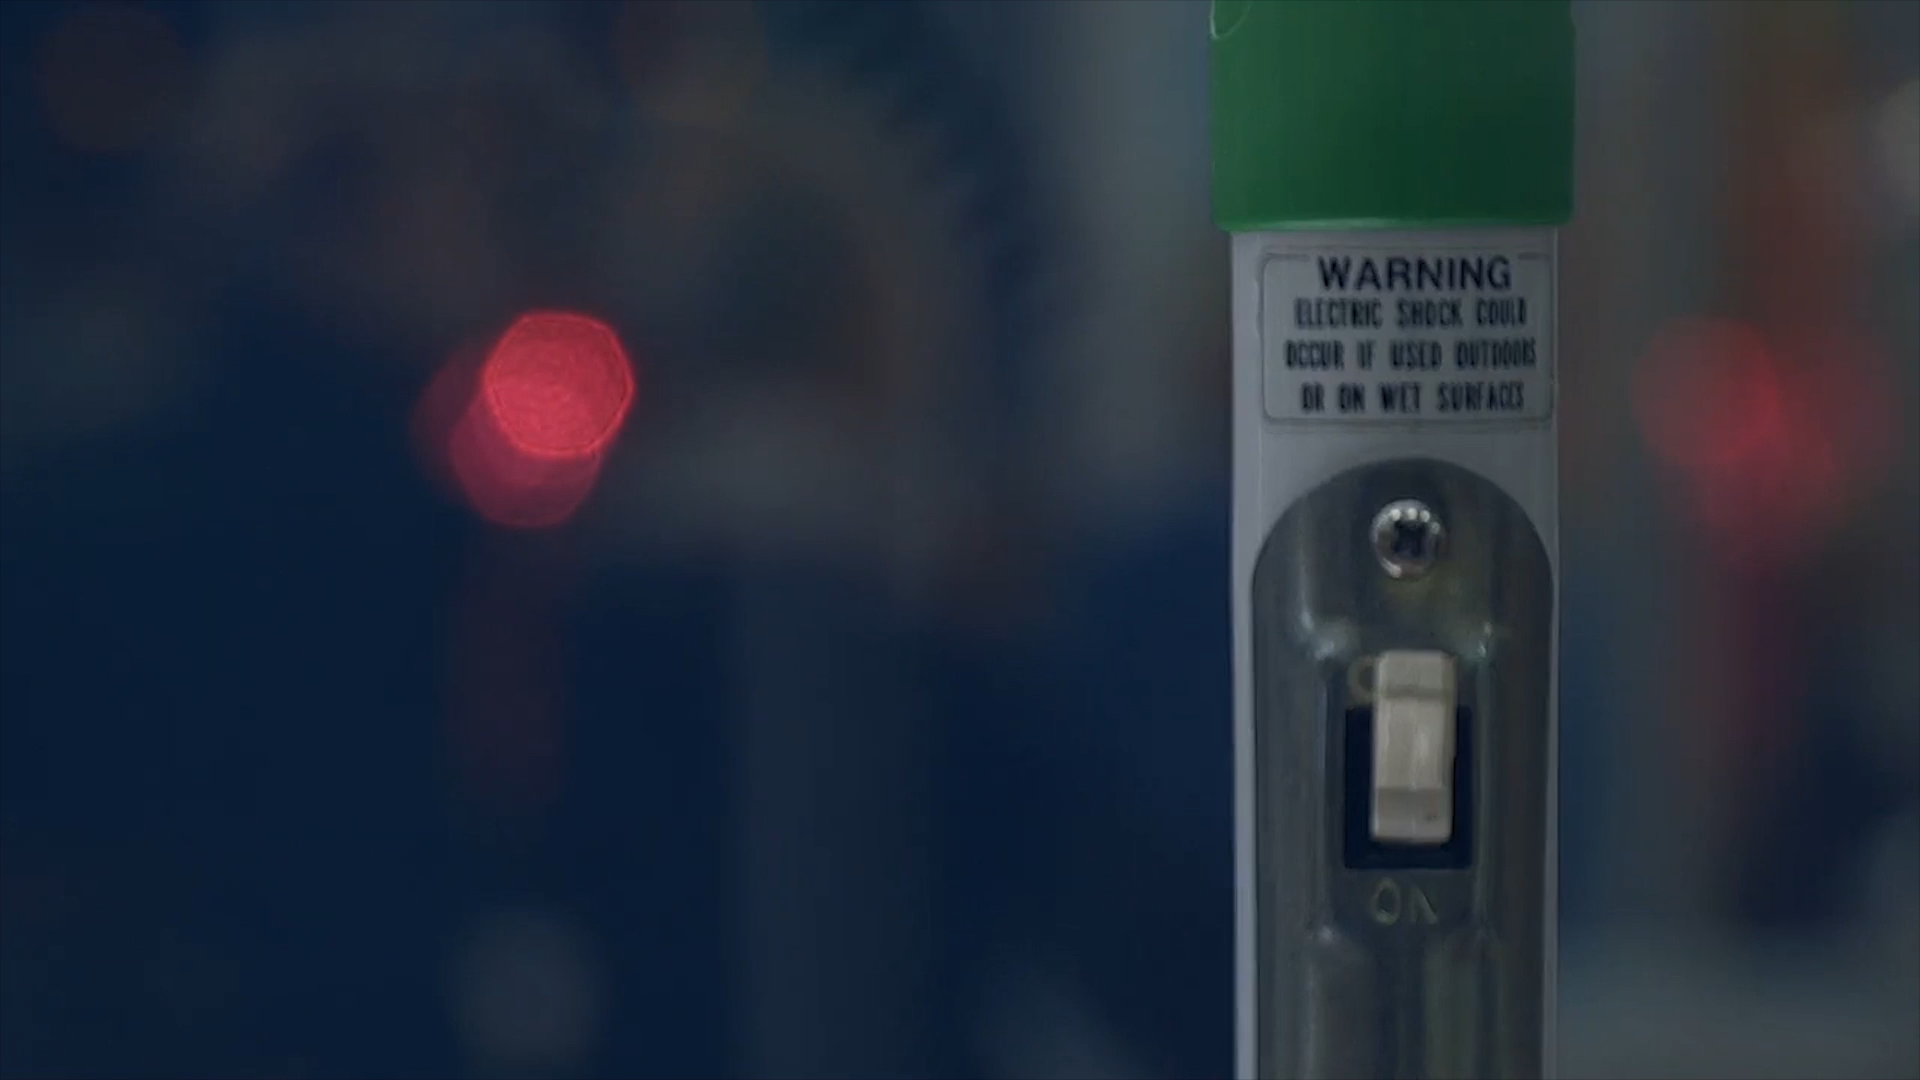 WARNING
ELECTRIC SHOCK COULD
OCCUR IF USED OUTDOORS
OR ON WET SURFACES
ON